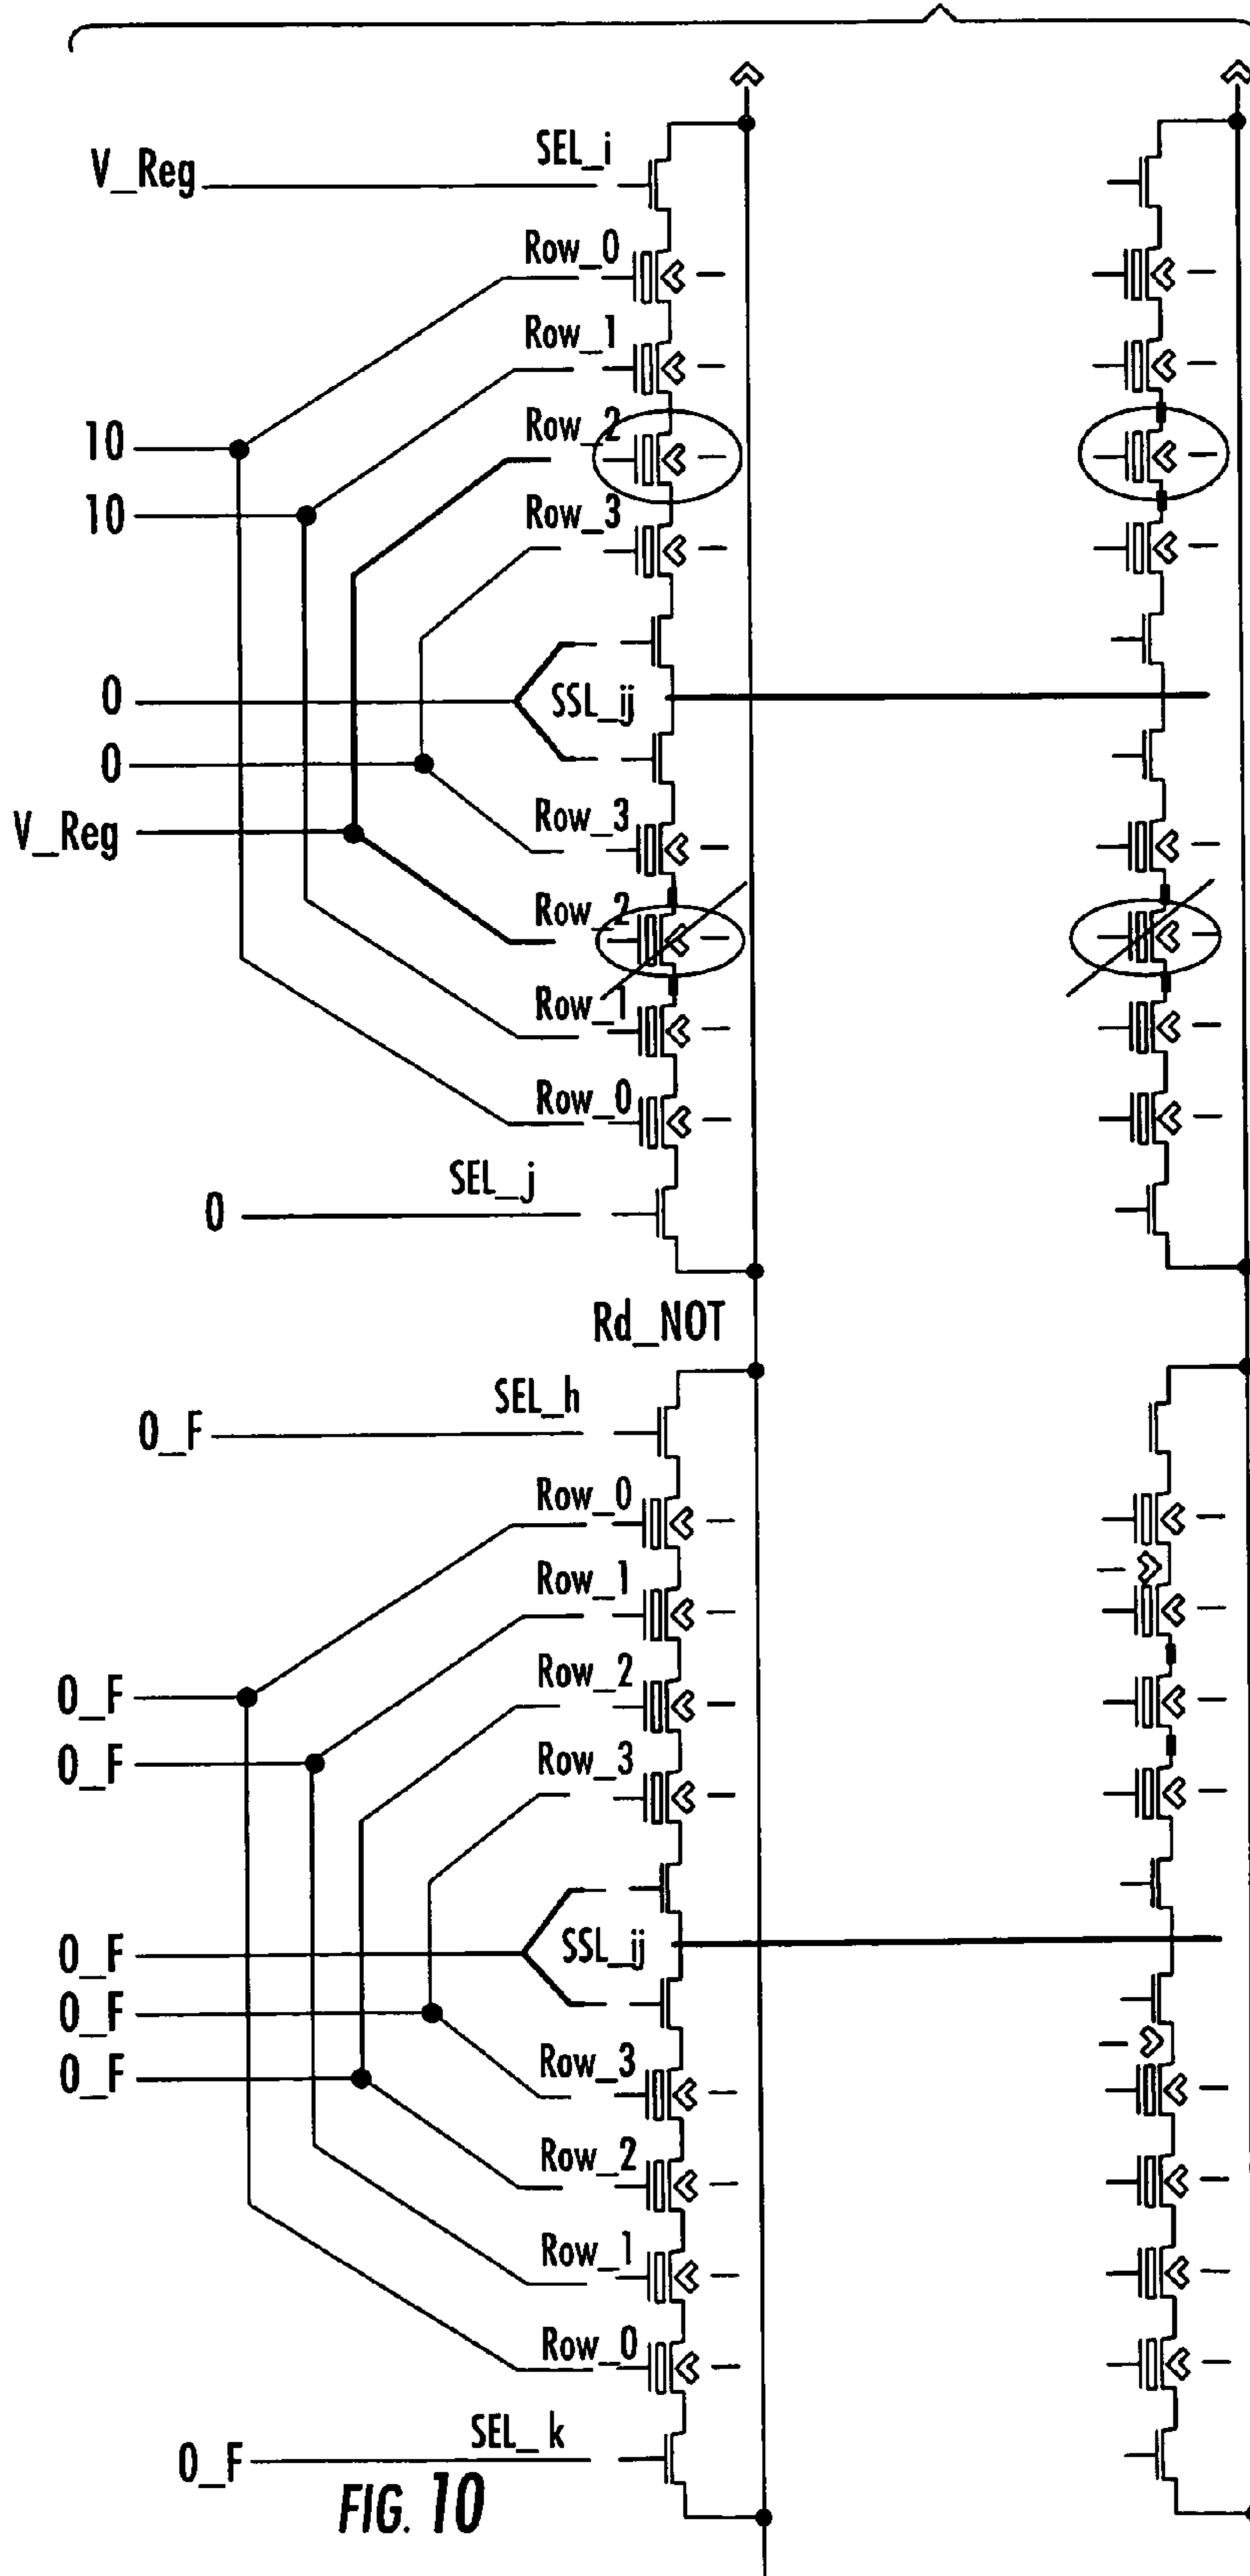 V_Reg
SEL_i
Row_0
Row_1
10
Row_2
10
Row_3
0
SSL_ij
0
V_Reg
Row_3
Row_2
Row_1
Row_0
SEL_j
0
Rd_NOT
SEL_h
0_F
Row_0
Row_1
Row_2
0_F
0_F
Row_3
0_F
SSL_ij
0_F
0_F
Row_3
Row_2
Row_1
Row_0
SEL_k
0_F
FIG. 10